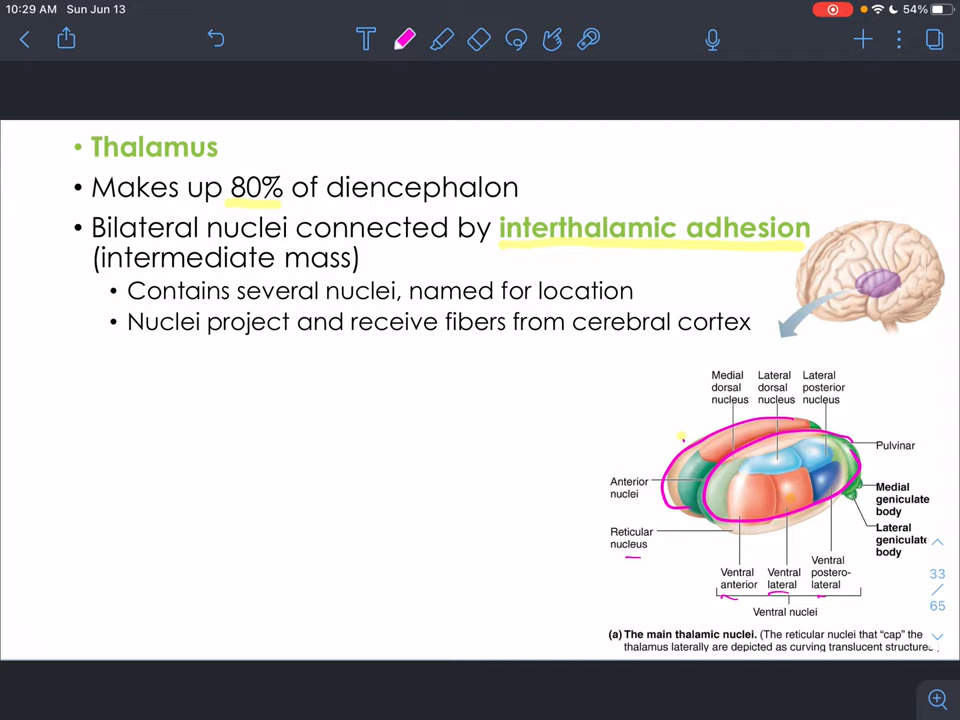 10:29 AM Sun Jun 13
54%
T
• Thalamus
• Makes up 80% of diencephalon
• Bilateral nuclei connected by interthalamic adhesion
(intermediate mass)
• Contains several nuclei, named for location
• Nuclei project and receive fibers from cerebral cortex
Medial
dorsal
nucleus
Lateral
dorsal
nucleus
Lateral
posterior
nucleus
Pulvinar
Anterior
nuclei
Medial
geniculate
body
Reticular
nucleus
Lateral
geniculate
body
Ventral
anterior
Ventral
lateral
Ventral
postero-
lateral
Ventral nuclei
33
/
65
(a) The main thalamic nuclei. (The reticular nuclei that “cap” the
thalamus laterally are depicted as curving translucent structures.)